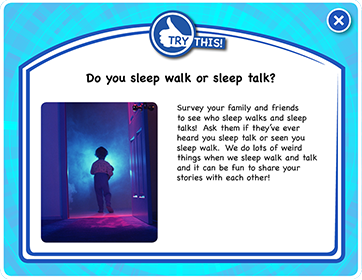 TRY THIS!
Do you sleep walk or sleep talk?
Survey your family and friends
to see who sleep walks and sleep
talks! Ask them if they've ever
heard you sleep talk or seen you
sleep walk. We do lots of weird
things when we sleep walk and talk
and it can be fun to share your
stories with each other!